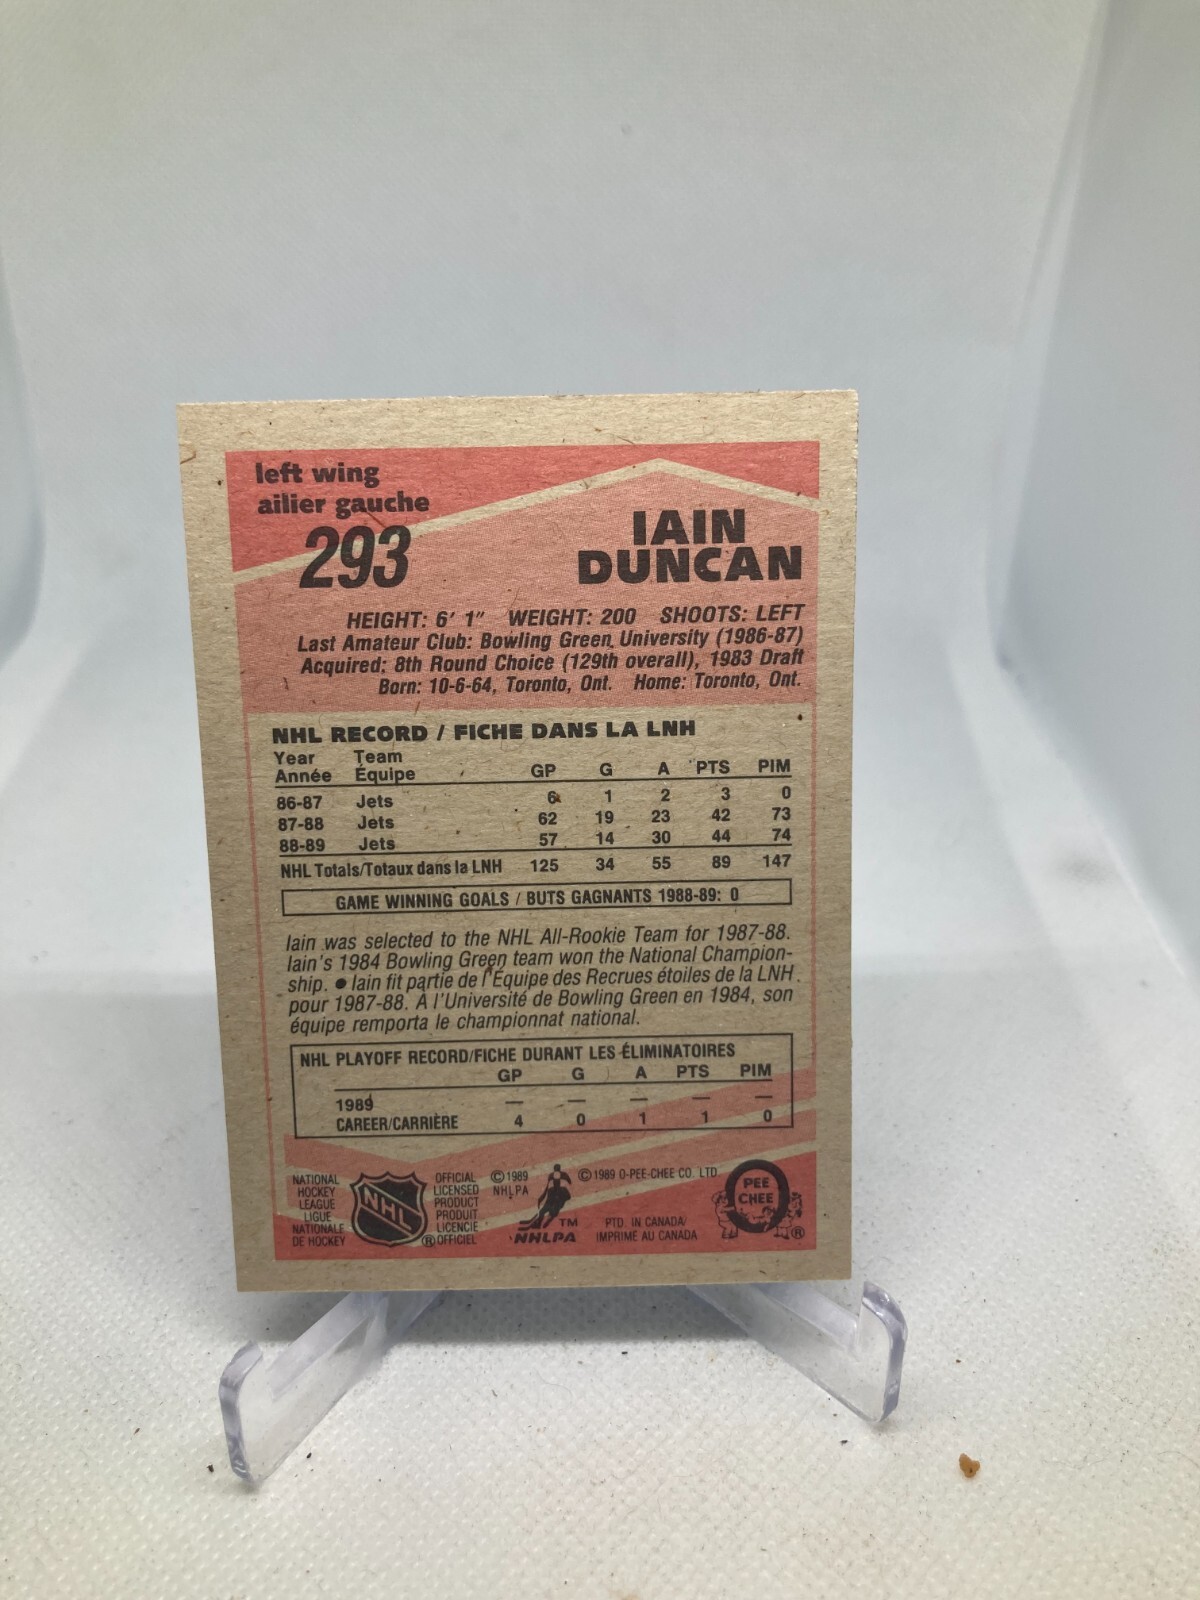 left wing
ailier gauche
293
IAIN
DUNCAN
HEIGHT: 6' 1" WEIGHT: 200 SHOOTS: LEFT
Last Amateur Club: Bowling Green University (1986-87)
Acquired: 8th Round Choice (129th overall), 1983 Draft
Born: 10-6-64, Toronto, Ont. Home: Toronto, Ont.
NHL RECORD / FICHE DANS LA LNH
Year Team
Année Équipe GP G A PTS PIM
86-87 Jets 6 1 2 3 0
87-88 Jets 62 19 23 42 73
88-89 Jets 57 14 30 44 74
NHL Totals/Totaux dans la LNH 125 34 55 89 147
GAME WINNING GOALS / BUTS GAGNANTS 1988-89: 0
Iain was selected to the NHL All-Rookie Team for 1987-88.
Iain's 1984 Bowling Green team won the National Champion-
ship. ● Iain fit partie de l'Équipe des Recrues étoiles de la LNH
pour 1987-88. A l'Université de Bowling Green en 1984, son
équipe remporta le championnat national.
NHL PLAYOFF RECORD/FICHE DURANT LES ÉLIMINATOIRES
GP G A PTS PIM
1989 — — — — —
CAREER/CARRIÈRE 4 0 1 1 0
NATIONAL
HOCKEY
LEAGUE
LIGUE
NATIONALE
DE HOCKEY
NHL
®
OFFICIAL
LICENSED
PRODUCT
PRODUIT
LICENCIE
OFFICIEL
© 1989
NHLPA
TM
NHLPA
© 1989 O-PEE-CHEE CO. LTD.
PTD. IN CANADA/
IMPRIMÉ AU CANADA
O
PEE
CHEE
®